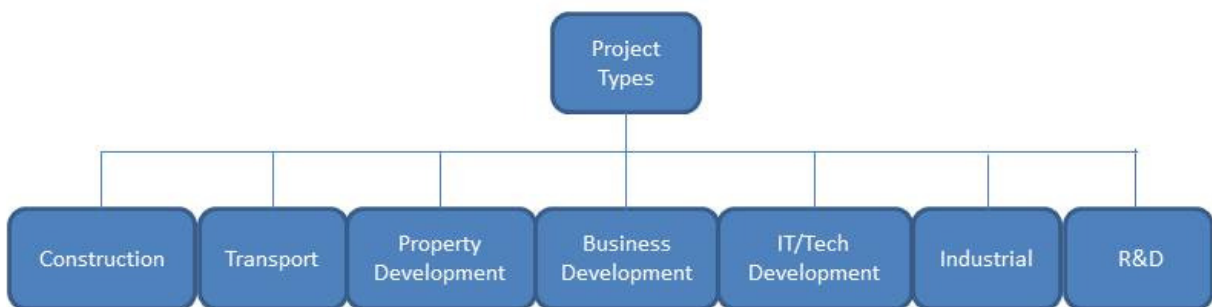 Project
Types
Construction
Transport
Property
Development
Business
Development
IT/Tech
Development
Industrial
R&D